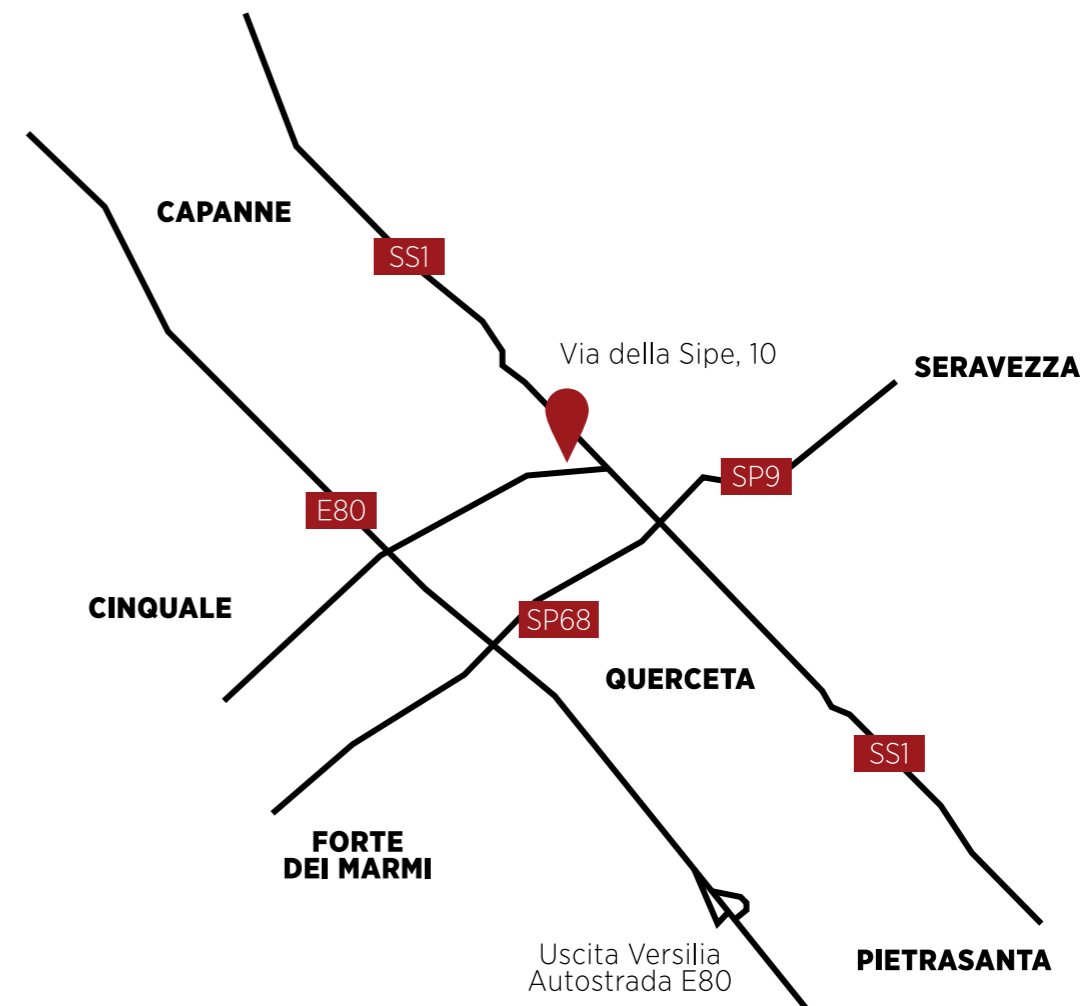 CAPANNE
SS1
Via della Sipe, 10
SERAVEZZA
SP9
E80
CINQUALE
SP68
QUERCETA
SS1
FORTE
DEI MARMI
Uscita Versilia
Autostrada E80
PIETRASANTA